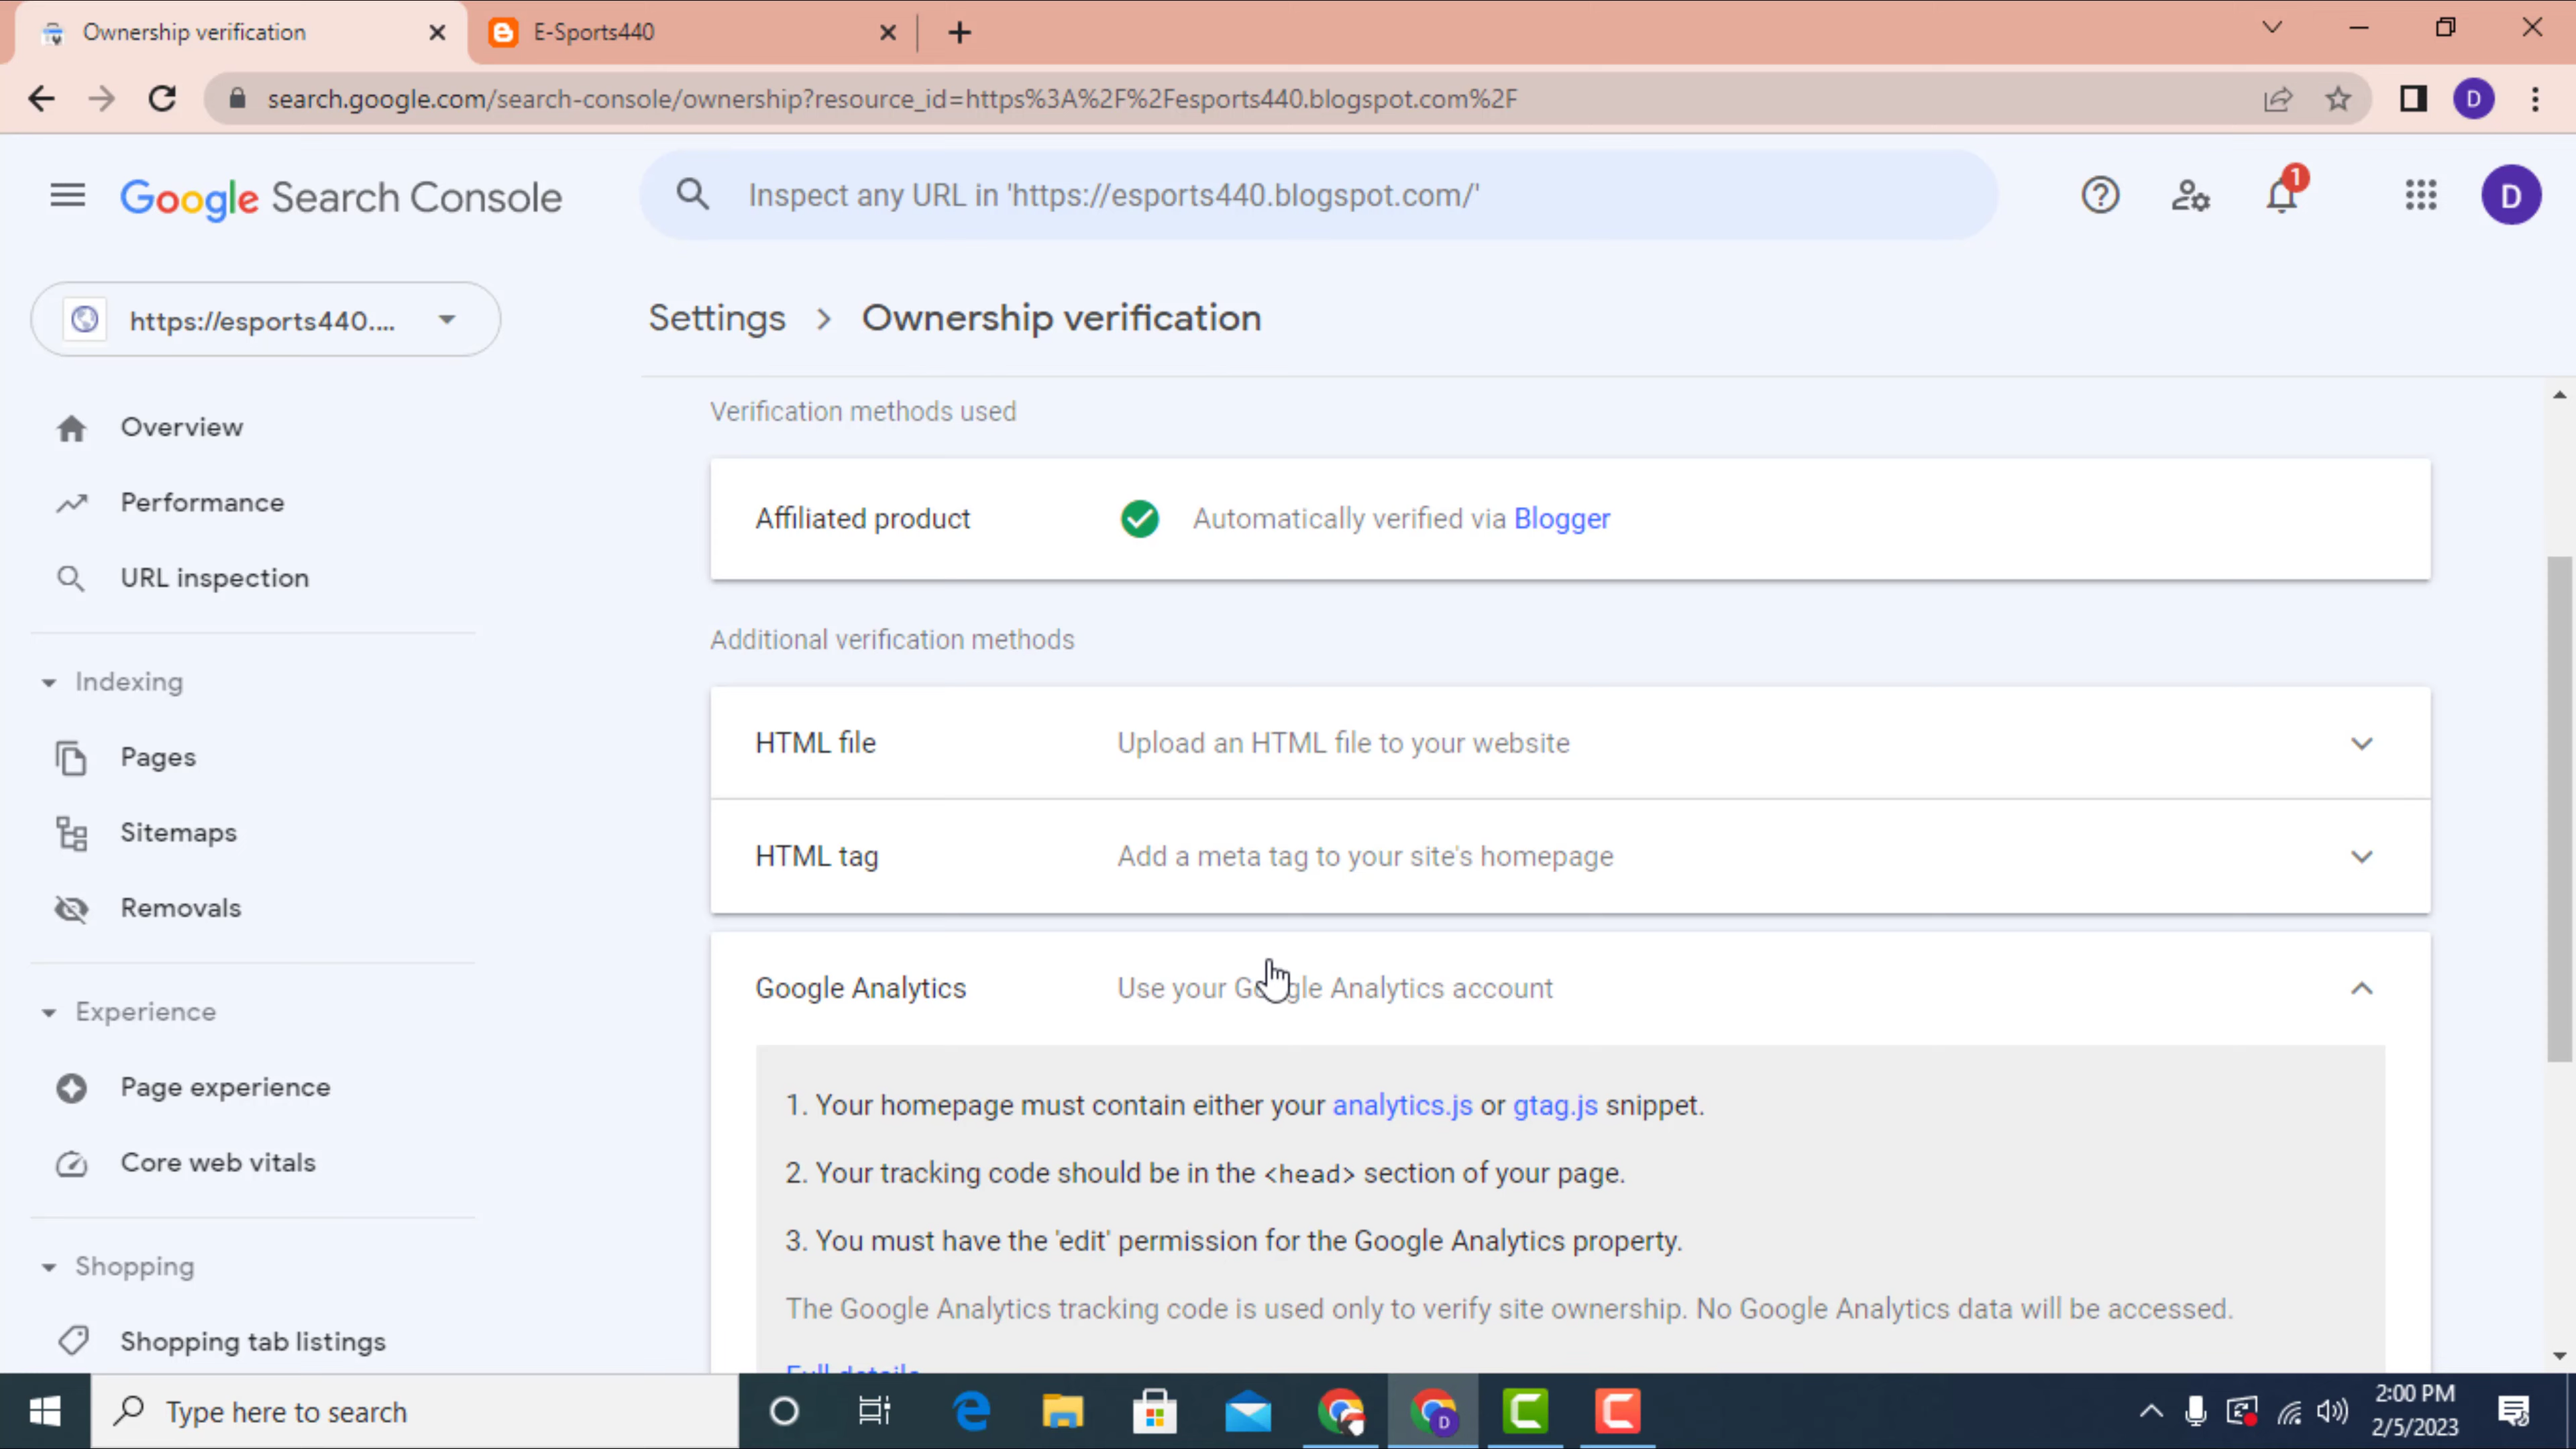 Ownership verification
E-Sports440
search.google.com/search-console/ownership?resource_id=https%3A%2F%2Fesports440.blogspot.com%2F
D
Google Search Console
Inspect any URL in 'https://esports440.blogspot.com/'
1
D
https://esports440....
Settings > Ownership verification
Overview
Performance
URL inspection
Indexing
Pages
Sitemaps
Removals
Experience
Page experience
Core web vitals
Shopping
Shopping tab listings
Verification methods used
Affiliated product Automatically verified via Blogger
Additional verification methods
HTML file Upload an HTML file to your website
HTML tag Add a meta tag to your site's homepage
Google Analytics Use your Google Analytics account
1. Your homepage must contain either your analytics.js or gtag.js snippet.
2. Your tracking code should be in the <head> section of your page.
3. You must have the 'edit' permission for the Google Analytics property.
The Google Analytics tracking code is used only to verify site ownership. No Google Analytics data will be accessed.
Full details
Type here to search
D
2:00 PM
2/5/2023